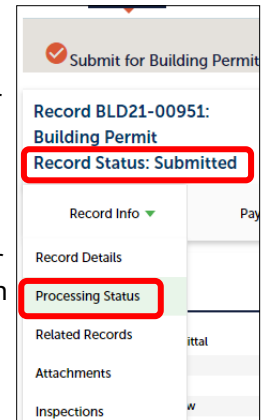 Submit for Building Permit
Record BLD21-00951:
Building Permit
Record Status: Submitted
Record Info ▼ Pay
Record Details
Processing Status
Related Records ittal
Attachments
Inspections w